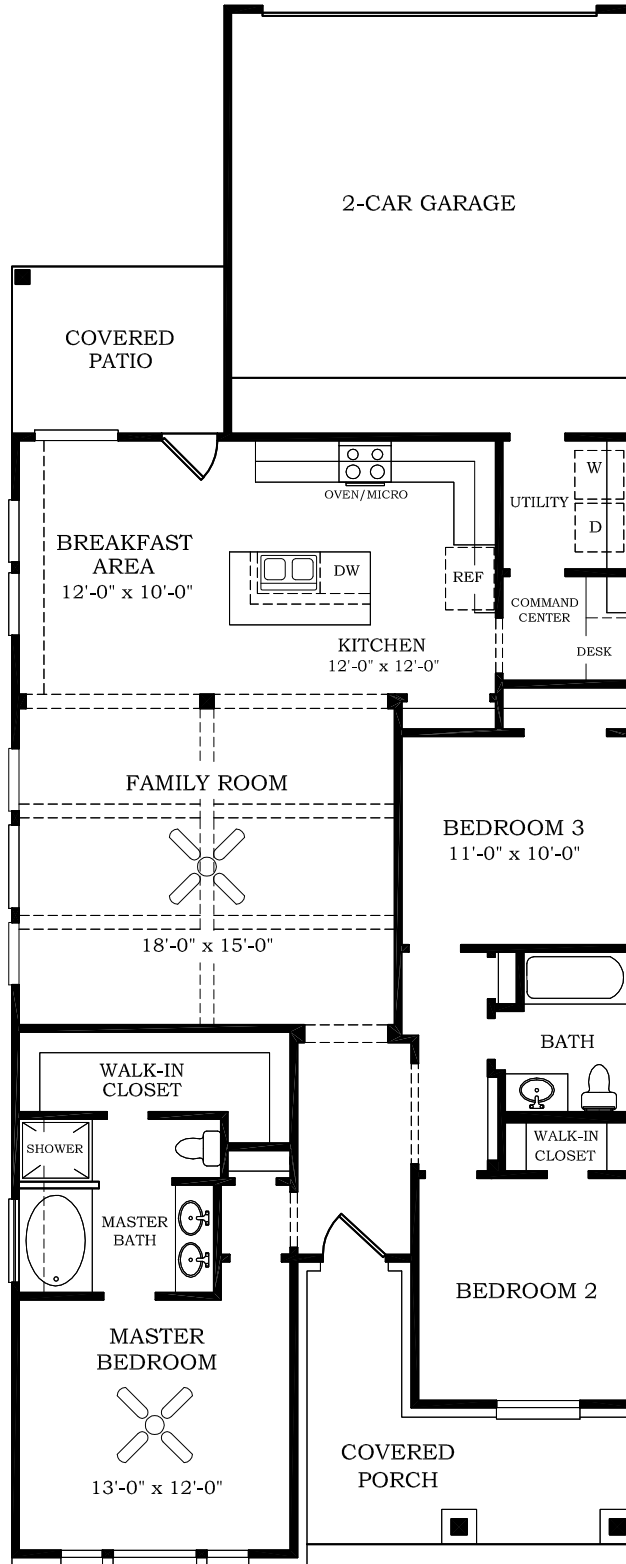 2-CAR GARAGE
COVERED
PATIO
W
UTILITY
D
OVEN/MICRO
BREAKFAST
AREA
12'-0" x 10'-0"
DW
REF
COMMAND
CENTER
KITCHEN
12'-0" x 12'-0"
DESK
FAMILY ROOM
18'-0" x 15'-0"
BEDROOM 3
11'-0" x 10'-0"
BATH
WALK-IN
CLOSET
WALK-IN
CLOSET
SHOWER
MASTER
BATH
BEDROOM 2
MASTER
BEDROOM
13'-0" x 12'-0"
COVERED
PORCH